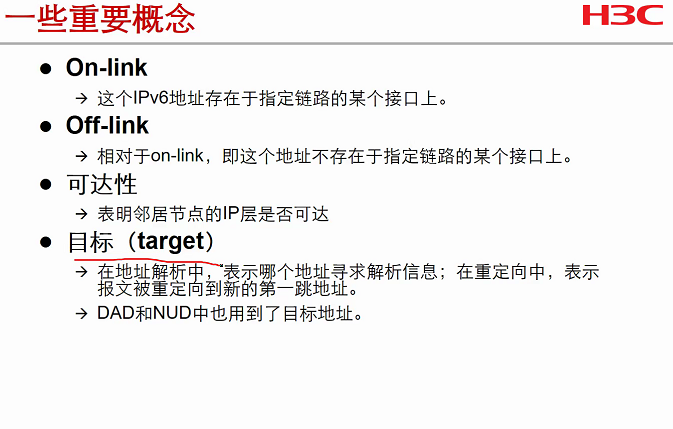 一些重要概念
H3C
● On-link
→ 这个IPv6地址存在于指定链路的某个接口上。
● Off-link
→ 相对于on-link，即这个地址不存在于指定链路的某个接口上。
● 可达性
→ 表明邻居节点的IP层是否可达
● 目标（target）
→ 在地址解析中，表示哪个地址寻求解析信息；在重定向中，表示
报文被重定向到新的第一跳地址。
→ DAD和NUD中也用到了目标地址。